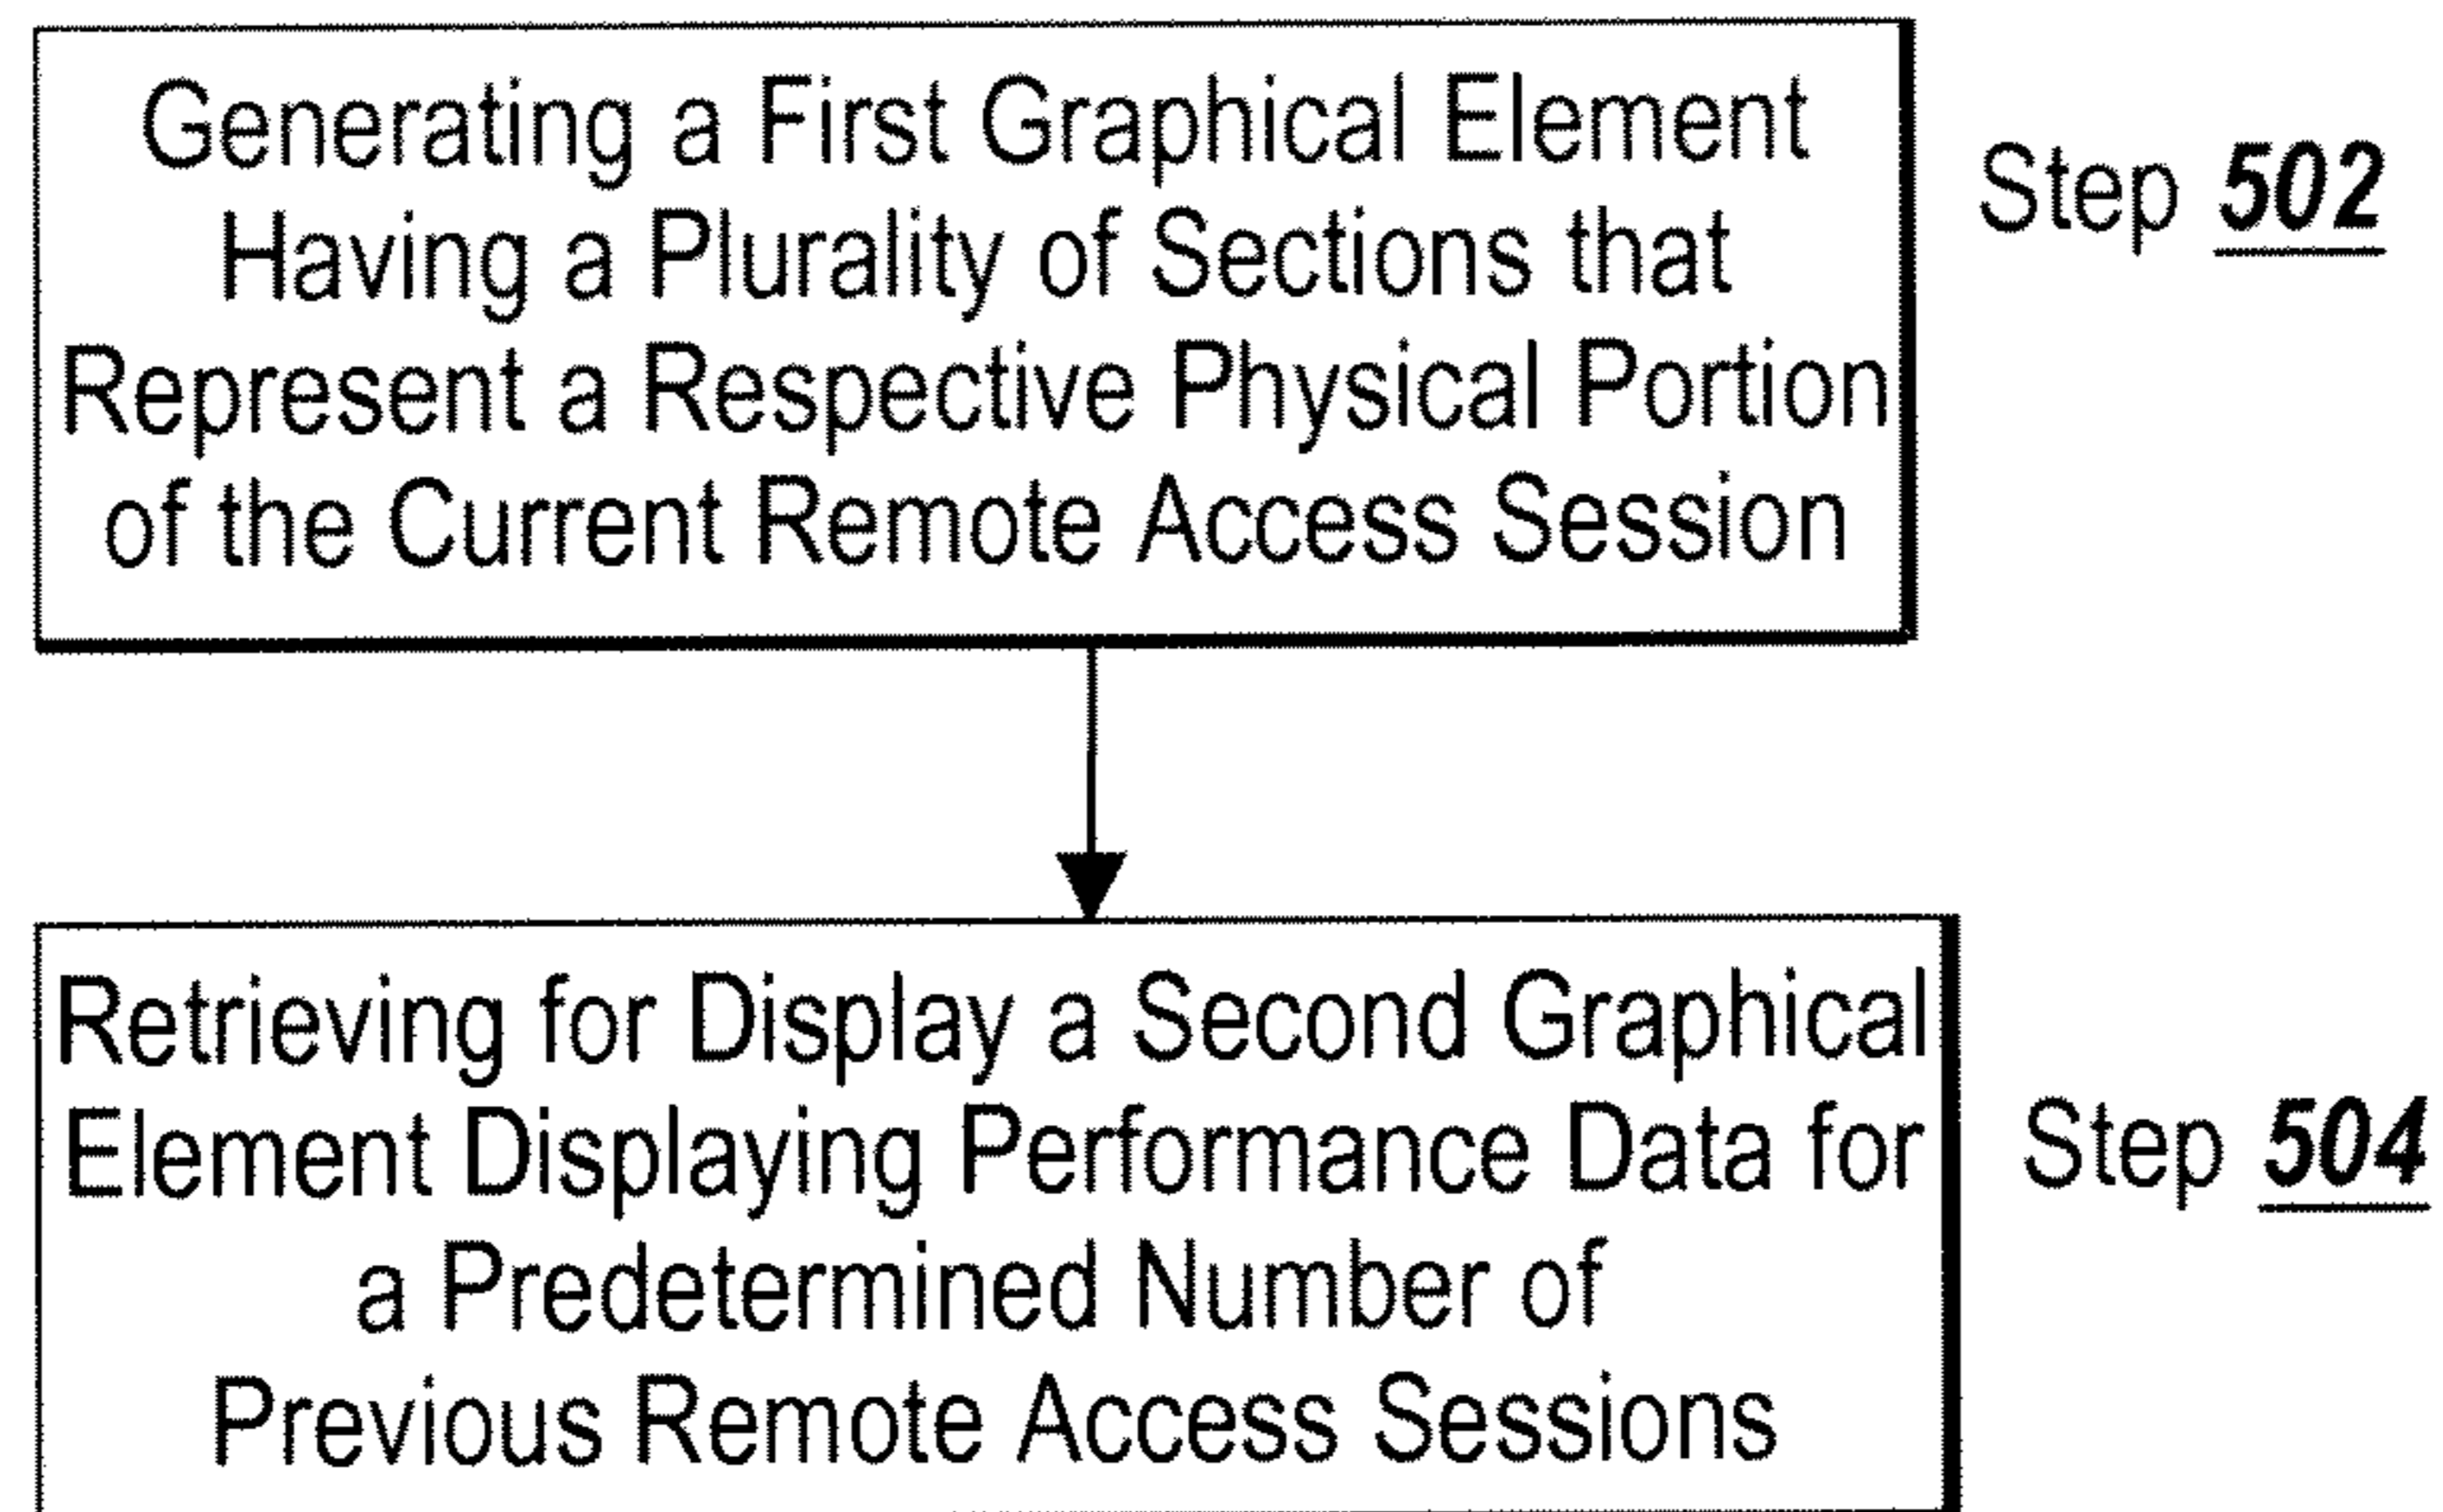 Generating a First Graphical Element
Having a Plurality of Sections that
Represent a Respective Physical Portion
of the Current Remote Access Session
Step 502
Retrieving for Display a Second Graphical
Element Displaying Performance Data for
a Predetermined Number of
Previous Remote Access Sessions
Step 504